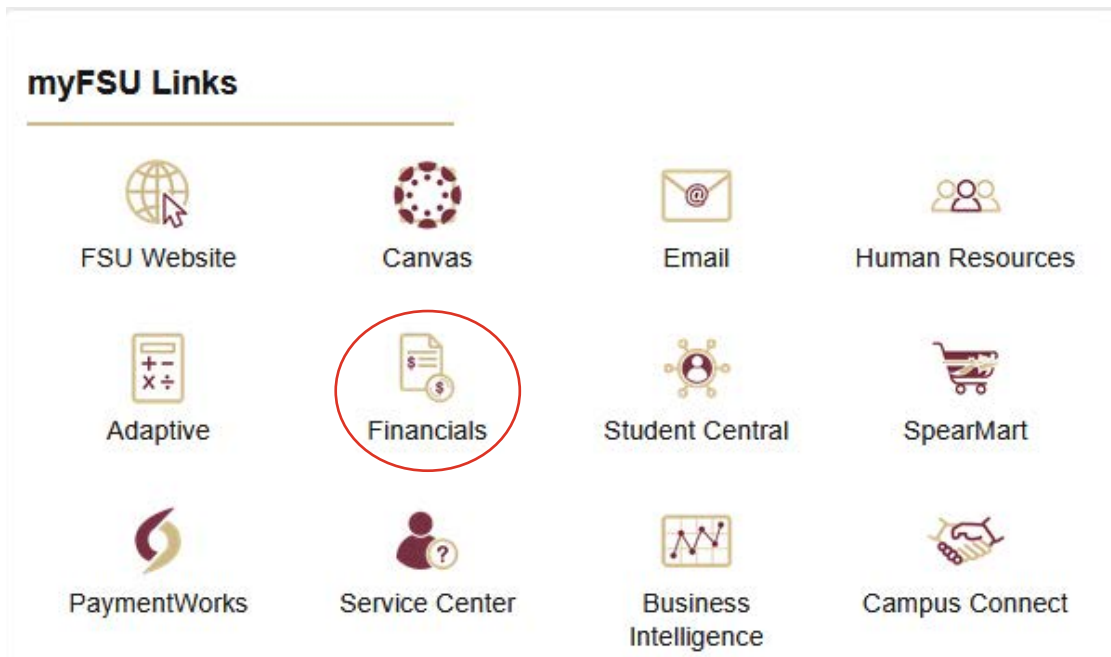 myFSU Links
FSU Website
Canvas
Email
Human Resources
Adaptive
Financials
Student Central
SpearMart
PaymentWorks
Service Center
Business
Intelligence
Campus Connect